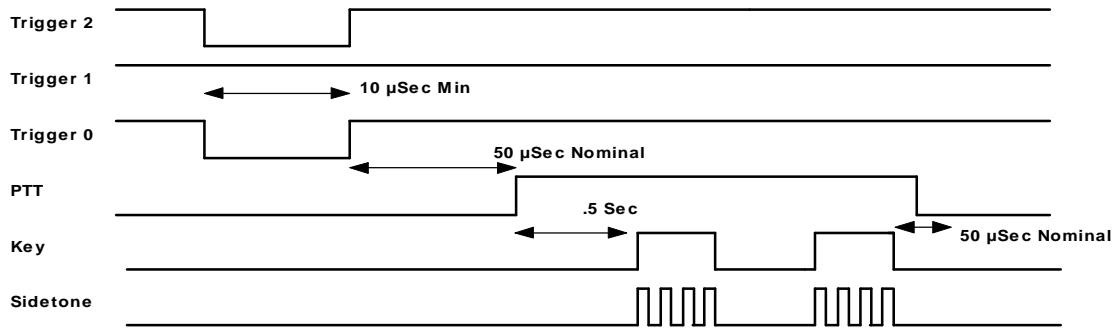 Trigger 2
Trigger 1
10 µSec Min
Trigger 0
50 µSec Nominal
PTT
.5 Sec
Key
50 µSec Nominal
Sidetone